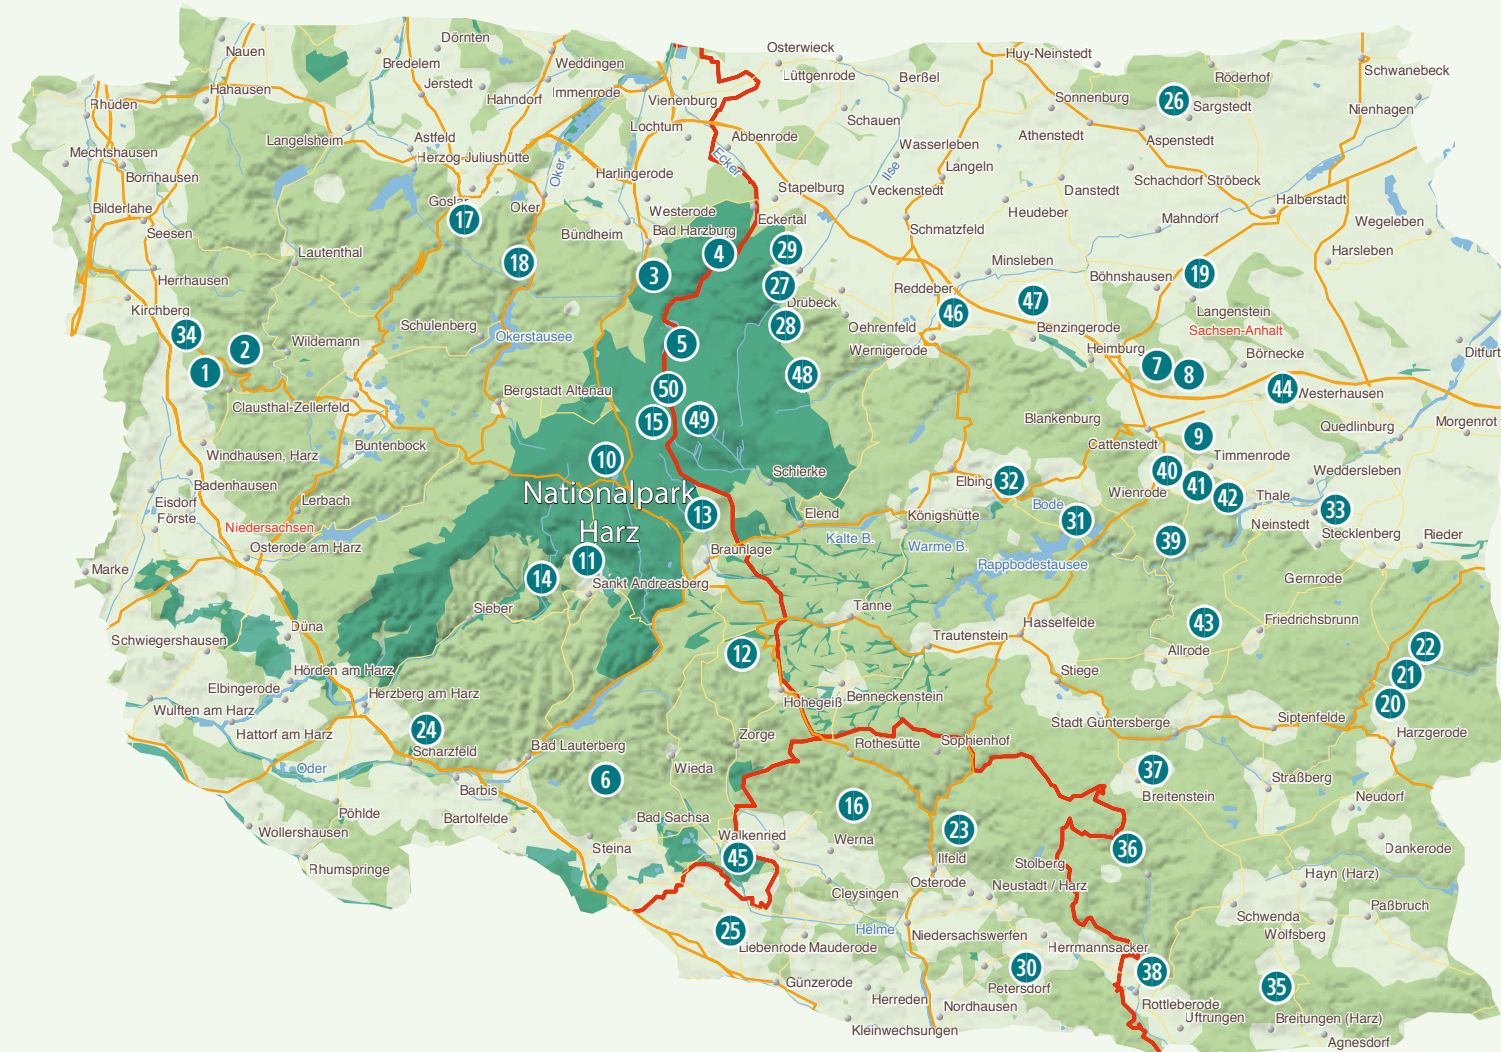 Nauen
Dörnten
Bredelem
Weddingen
Osterwieck
Huy-Neinstedt
Röderhof
Schwanebeck
Rhüden
Hahausen
Jerstedt
Hahndorf
Immenrode
Vienenburg
Lüttgenrode
Berßel
Sonnenburg
26
Sargstedt
Nienhagen
Langelsheim
Astfeld
Lochtum
Abbenrode
Schauen
Wasserleben
Athenstedt
Aspenstedt
Mechtshausen
Herzog Juliushütte
Oker
Ecker
Ilse
Langeln
Bornhausen
Harlingerode
Stapelburg
Veckenstedt
Danstedt
Schachdorf Ströbeck
Halberstadt
Bilderlahe
Goslar
17
Oker
Westerode
Eckertal
Heudeber
Mahndorf
Wegeleben
Seesen
Bündheim
Bad Harzburg
Schmatzfeld
Lautenthal
18
3
4
29
Minsleben
Harsleben
Herrhausen
27
Drübeck
Reddeber
47
Böhnshausen
19
Kirchberg
Schulenberg
Okerstausee
28
Oehrenfeld
46
Benzingerode
Langenstein
Sachsen-Anhalt
34
2
Wildemann
5
Wernigerode
Heimburg
Börnecke
Ditfurt
1
48
7
8
Bergstadt Altenau
50
44
Westerhausen
Clausthal-Zellerfeld
15
49
Blankenburg
Quedlinburg
Morgenrot
Buntenbock
Cattenstedt
9
Windhausen, Harz
10
Schierke
Timmenrode
Badenhausen
Elbing
32
40
41
42
Weddersleben
Eisdorf
Lerbach
Nationalpark
Harz
Wienrode
Thale
Förste
13
Elend
Königshütte
Bode
31
33
Niedersachsen
Neinstedt
Stecklenberg
Rieder
Osterode am Harz
Braunlage
Kalte B.
Warme B.
39
Marke
11
14
Sankt Andreasberg
Rappbodestausee
Gernrode
Sieber
Tanne
Hasselfelde
43
Friedrichsbrunn
Schwiegershausen
Düna
12
Trautenstein
Allrode
22
Hörden am Harz
Stiege
21
Elbingerode
Herzberg am Harz
Hohegeiß
Benneckenstein
20
Wulften am Harz
24
Stadt Güntersberge
Siptenfelde
Hattorf am Harz
Scharzfeld
Bad Lauterberg
Zorge
Rothesütte
Sophienhof
Harzgerode
Oder
6
Wieda
37
Straßberg
Barbis
Breitenstein
Neudorf
Pöhlde
Bartolfelde
Bad Sachsa
16
23
Wollershausen
Walkenried
Werna
36
Dankerode
Steina
45
Ilfeld
Stolberg
Rhumspringe
Cleysingen
Osterode
Neustadt / Harz
Hayn (Harz)
25
Helme
Schwenda
Paßbruch
Liebenrode
Mauderode
Niedersachswerfen
Herrmannsacker
Wolfsberg
30
38
Günzerode
Petersdorf
35
Herreden
Nordhausen
Rottleberode
Kleinwechsungen
Uftrungen
Breitungen (Harz)
Agnesdorf